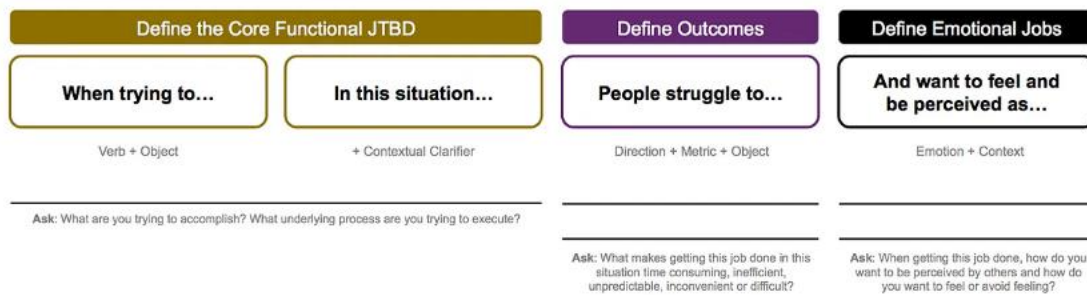 Define the Core Functional JTBD
When trying to...
In this situation...
Verb + Object
+ Contextual Clarifier
Ask: What are you trying to accomplish? What underlying process are you trying to execute?
Define Outcomes
People struggle to...
Direction + Metric + Object
Ask: What makes getting this job done in this
situation time consuming, inefficient,
unpredictable, inconvenient or difficult?
Define Emotional Jobs
And want to feel and
be perceived as...
Emotion + Context
Ask: When getting this job done, how do you
want to be perceived by others and how do
you want to feel or avoid feeling?